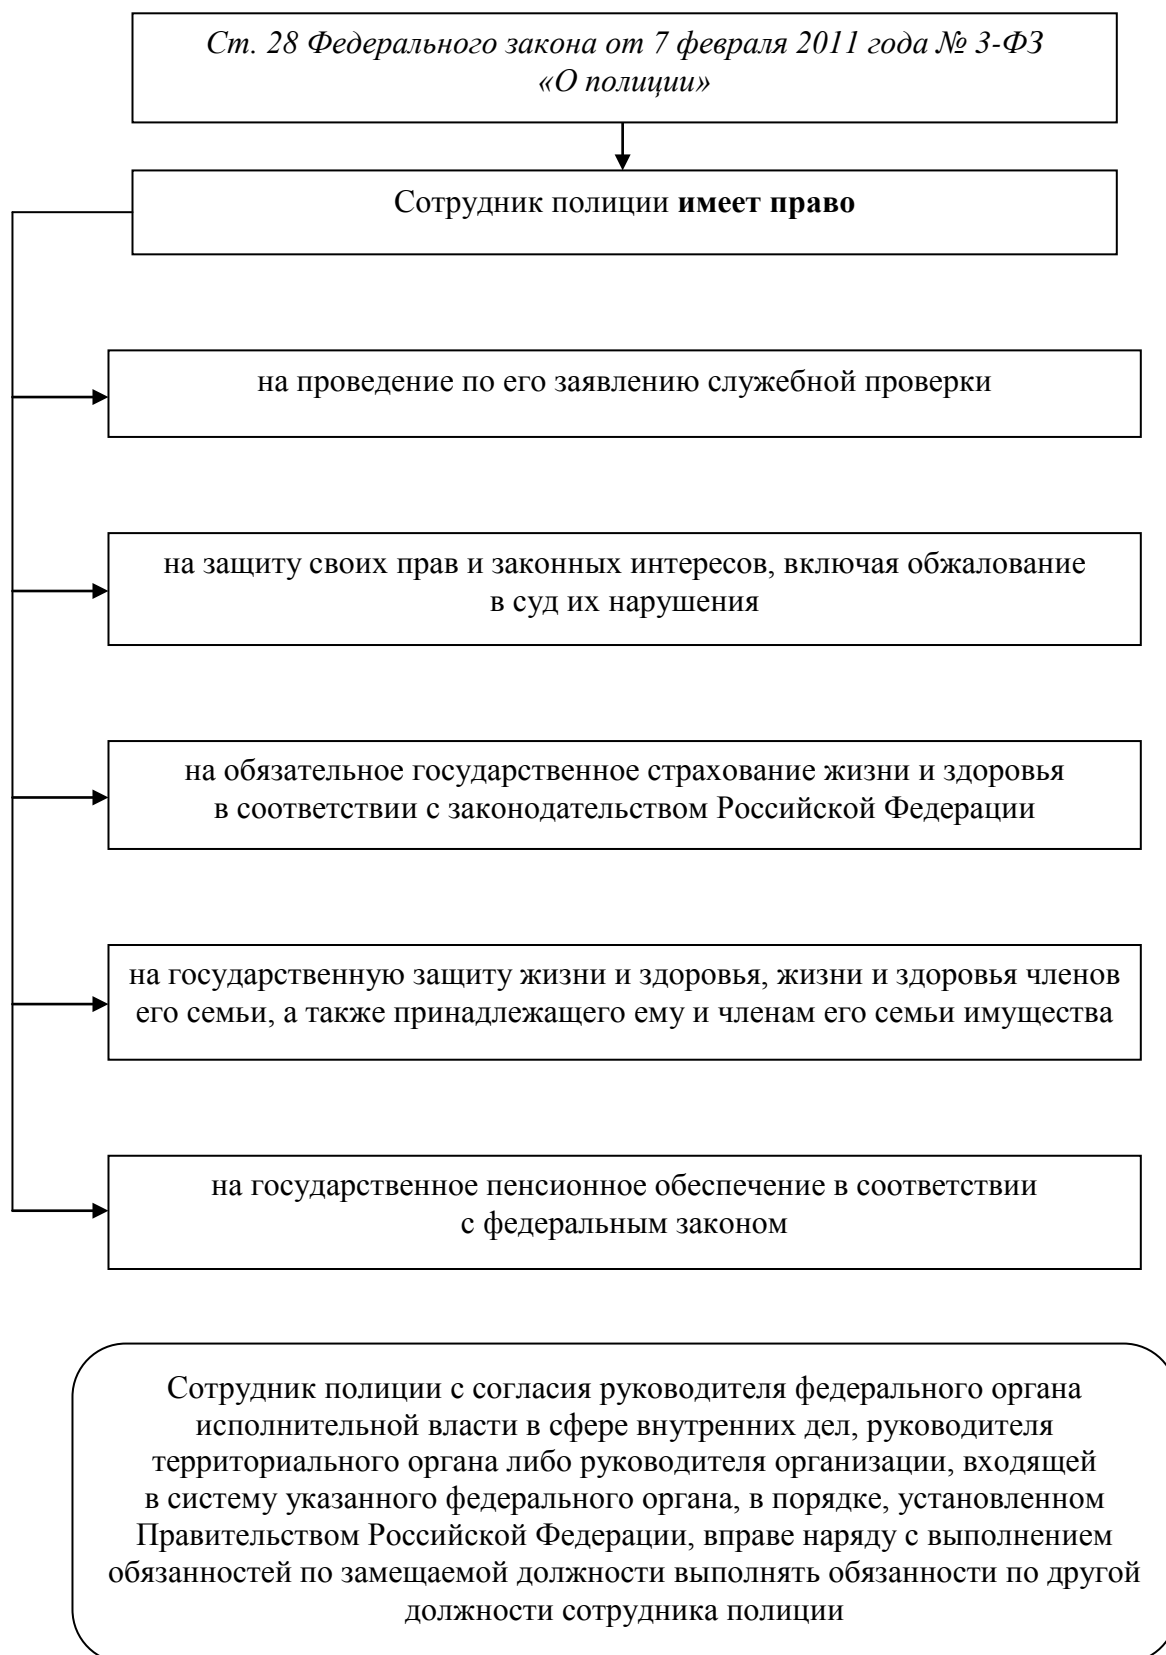 Ст. 28 Федерального закона от 7 февраля 2011 года № 3-ФЗ
«О полиции»
Сотрудник полиции имеет право
на проведение по его заявлению служебной проверки
на защиту своих прав и законных интересов, включая обжалование
в суд их нарушения
на обязательное государственное страхование жизни и здоровья
в соответствии с законодательством Российской Федерации
на государственную защиту жизни и здоровья, жизни и здоровья членов
его семьи, а также принадлежащего ему и членам его семьи имущества
на государственное пенсионное обеспечение в соответствии
с федеральным законом
Сотрудник полиции с согласия руководителя федерального органа
исполнительной власти в сфере внутренних дел, руководителя
территориального органа либо руководителя организации, входящей
в систему указанного федерального органа, в порядке, установленном
Правительством Российской Федерации, вправе наряду с выполнением
обязанностей по замещаемой должности выполнять обязанности по другой
должности сотрудника полиции